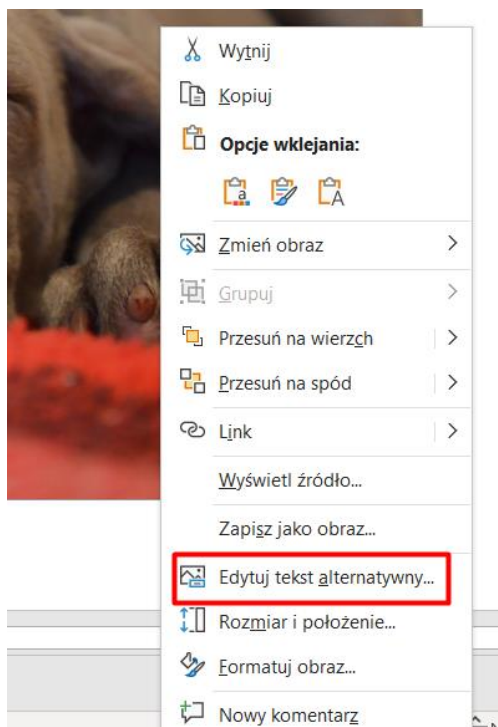 Wytnij
Kopiuj
Opcje wklejania:
Zmień obraz
Grupuj
Przesuń na wierzch
Przesuń na spód
Link
Wyświetl źródło...
Zapisz jako obraz...
Edytuj tekst alternatywny...
Rozmiar i położenie...
Formatuj obraz...
Nowy komentarz